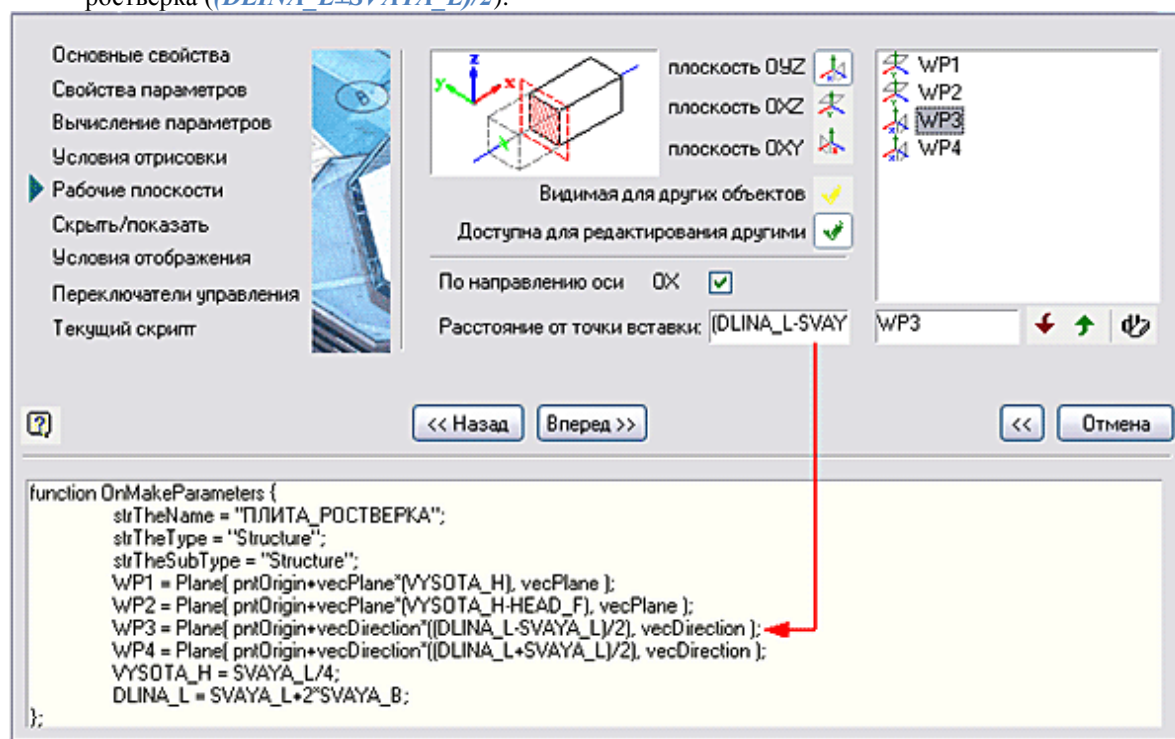 ростверка ((DLINA_L±SVAYA_L)/2).
Основные свойства
Свойства параметров
Вычисление параметров
Условия отрисовки
Рабочие плоскости
Скрыть/показать
Условия отображения
Переключатели управления
Текущий скрипт
B
z
y
x
плоскость OYZ
плоскость OXZ
плоскость OXY
Видимая для других объектов
Доступна для редактирования другими
По направлению оси OX
Расстояние от точки вставки: (DLINA_L-SVAY
WP1
WP2
WP3
WP4
WP3
<< Назад
Вперед >>
<<
Отмена
function OnMakeParameters {
strTheName = "ПЛИТА_РОСТВЕРКА";
strTheType = "Structure";
strTheSubType = "Structure";
WP1 = Plane( pntOrigin+vecPlane*(VYSOTA_H), vecPlane );
WP2 = Plane( pntOrigin+vecPlane*(VYSOTA_H-HEAD_F), vecPlane );
WP3 = Plane( pntOrigin+vecDirection*((DLINA_L-SVAYA_L)/2), vecDirection );
WP4 = Plane( pntOrigin+vecDirection*((DLINA_L+SVAYA_L)/2), vecDirection );
VYSOTA_H = SVAYA_L/4;
DLINA_L = SVAYA_L+2*SVAYA_B;
};